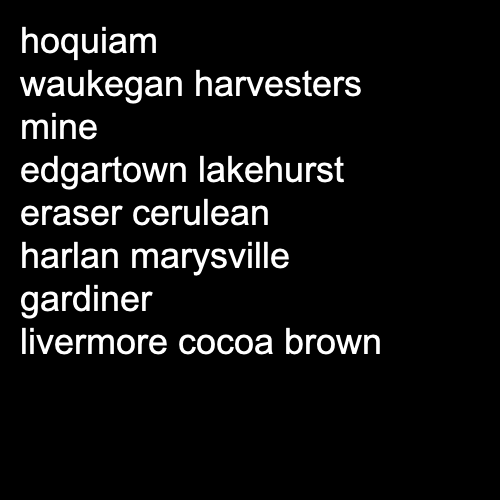 hoquiam
waukegan harvesters
mine
edgartown lakehurst
eraser cerulean
harlan marysville
gardiner
livermore cocoa brown